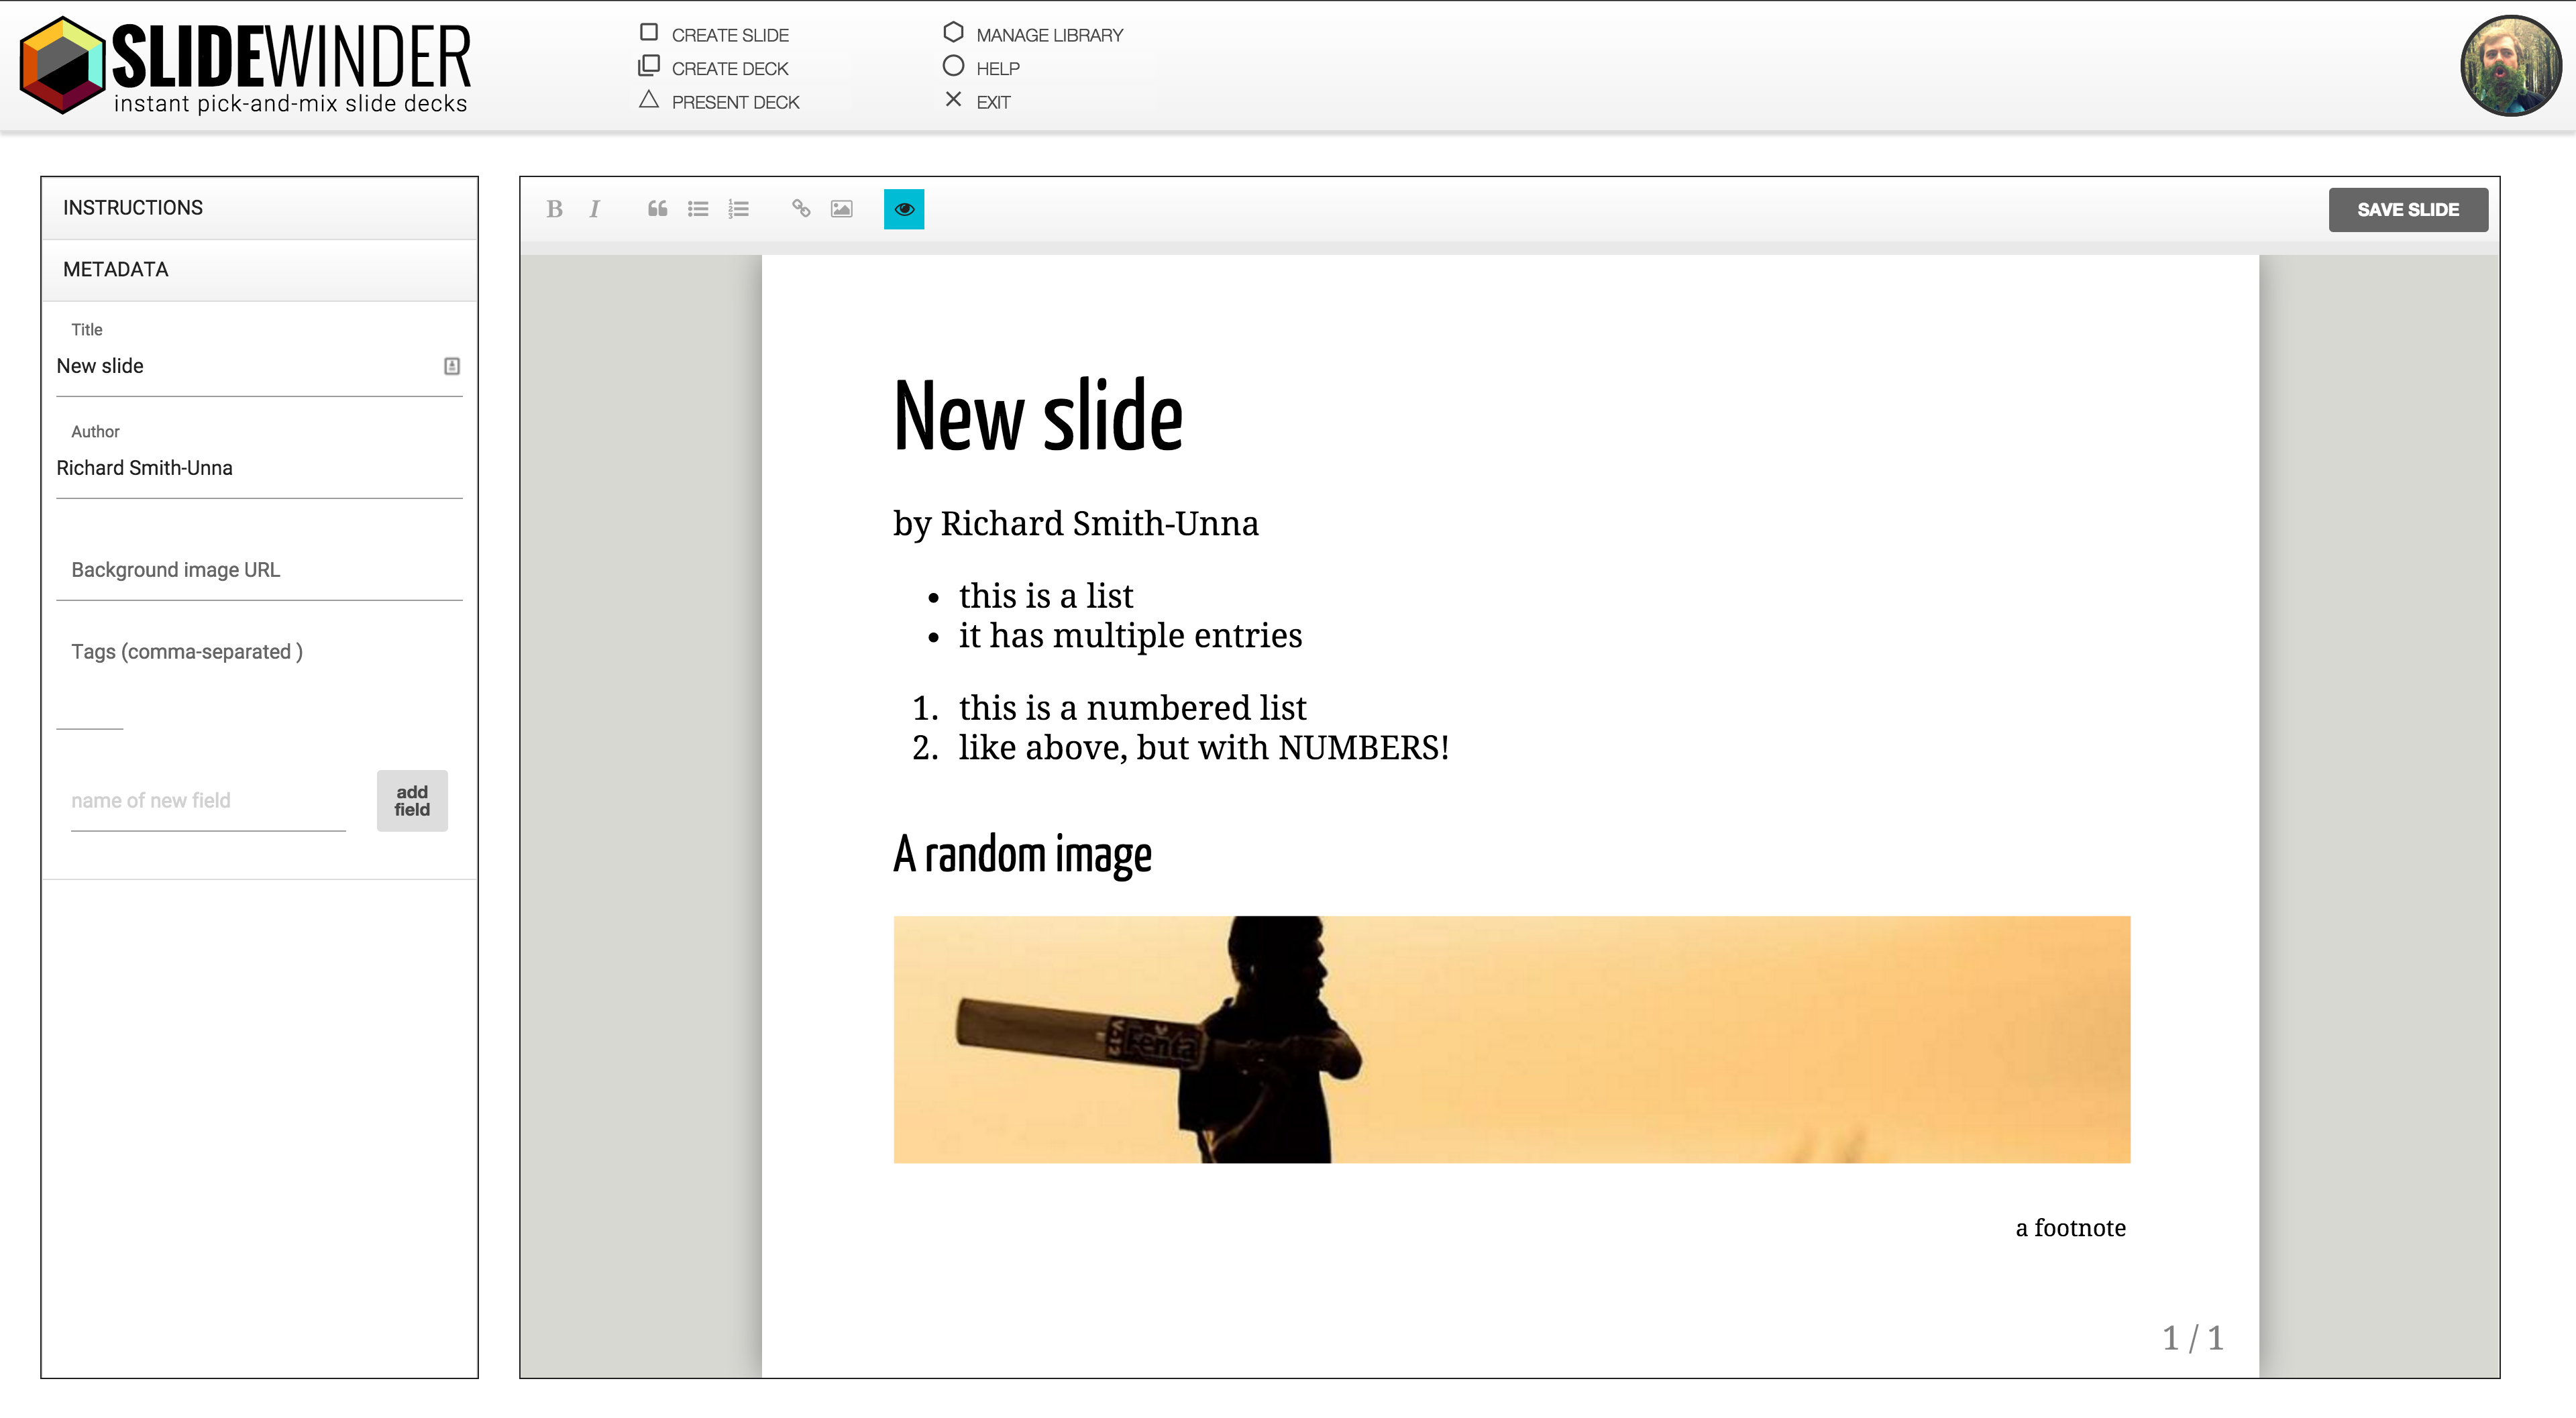 SLIDEWINDER
instant pick-and-mix slide decks
CREATE SLIDE
CREATE DECK
PRESENT DECK
MANAGE LIBRARY
HELP
EXIT
INSTRUCTIONS
METADATA
Title
New slide
Author
Richard Smith-Unna
Background image URL
Tags (comma-separated )
name of new field
add
field
B I
SAVE SLIDE
New slide
by Richard Smith-Unna
• this is a list
• it has multiple entries
1. this is a numbered list
2. like above, but with NUMBERS!
A random image
a footnote
1 / 1